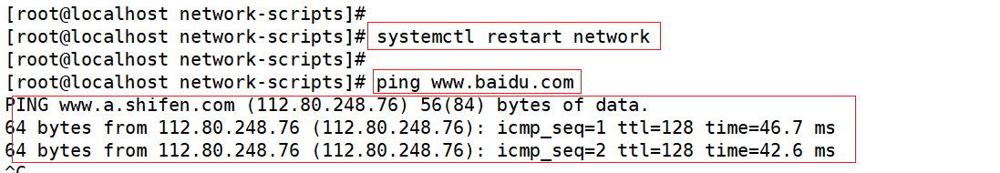 [root@localhost network-scripts]#
[root@localhost network-scripts]# systemctl restart network
[root@localhost network-scripts]#
[root@localhost network-scripts]# ping www.baidu.com
PING www.a.shifen.com (112.80.248.76) 56(84) bytes of data.
64 bytes from 112.80.248.76 (112.80.248.76): icmp_seq=1 ttl=128 time=46.7 ms
64 bytes from 112.80.248.76 (112.80.248.76): icmp_seq=2 ttl=128 time=42.6 ms
^C